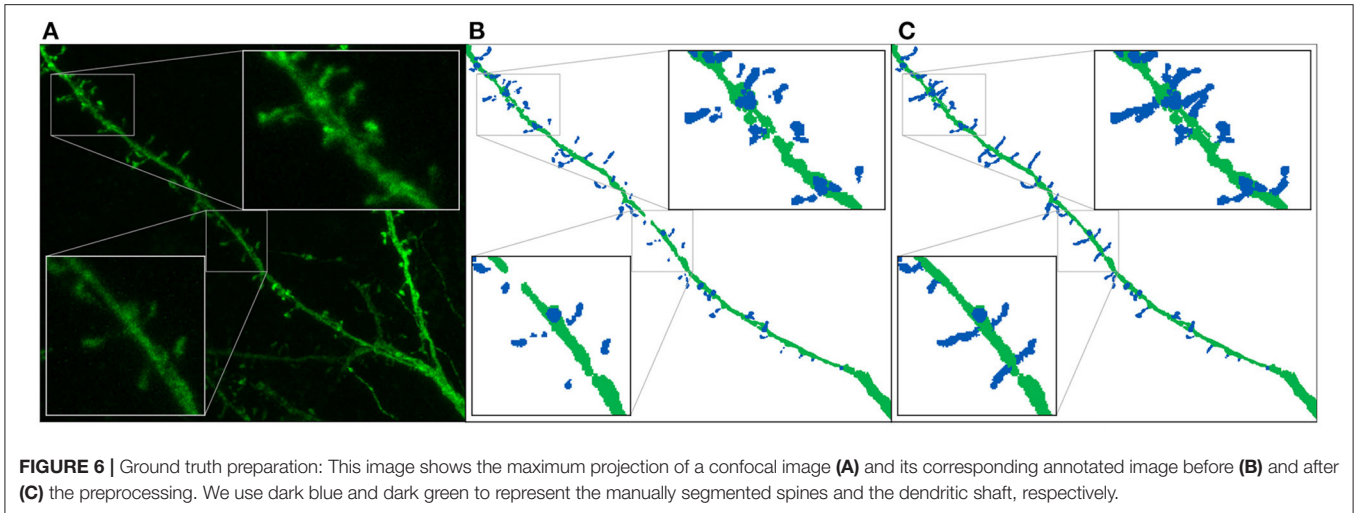 A
B
C
FIGURE 6 | Ground truth preparation: This image shows the maximum projection of a confocal image (A) and its corresponding annotated image before (B) and after
(C) the preprocessing. We use dark blue and dark green to represent the manually segmented spines and the dendritic shaft, respectively.